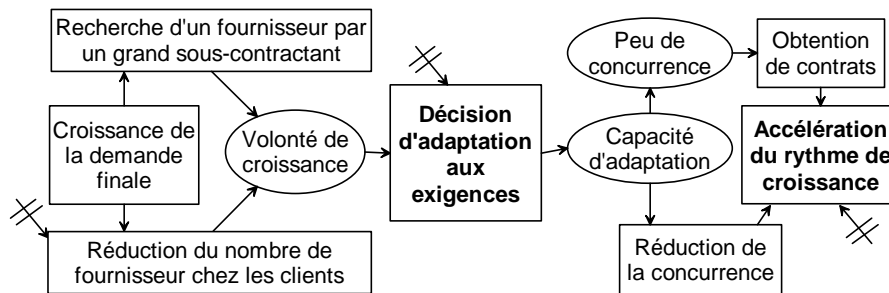 Recherche d'un fournisseur par
un grand sous-contractant
Croissance de
la demande
finale
Volonté de
croissance
Réduction du nombre de
fournisseur chez les clients
Décision
d'adaptation
aux
exigences
Peu de
concurrence
Capacité
d'adaptation
Obtention
de contrats
Accélération
du rythme de
croissance
Réduction de
la concurrence